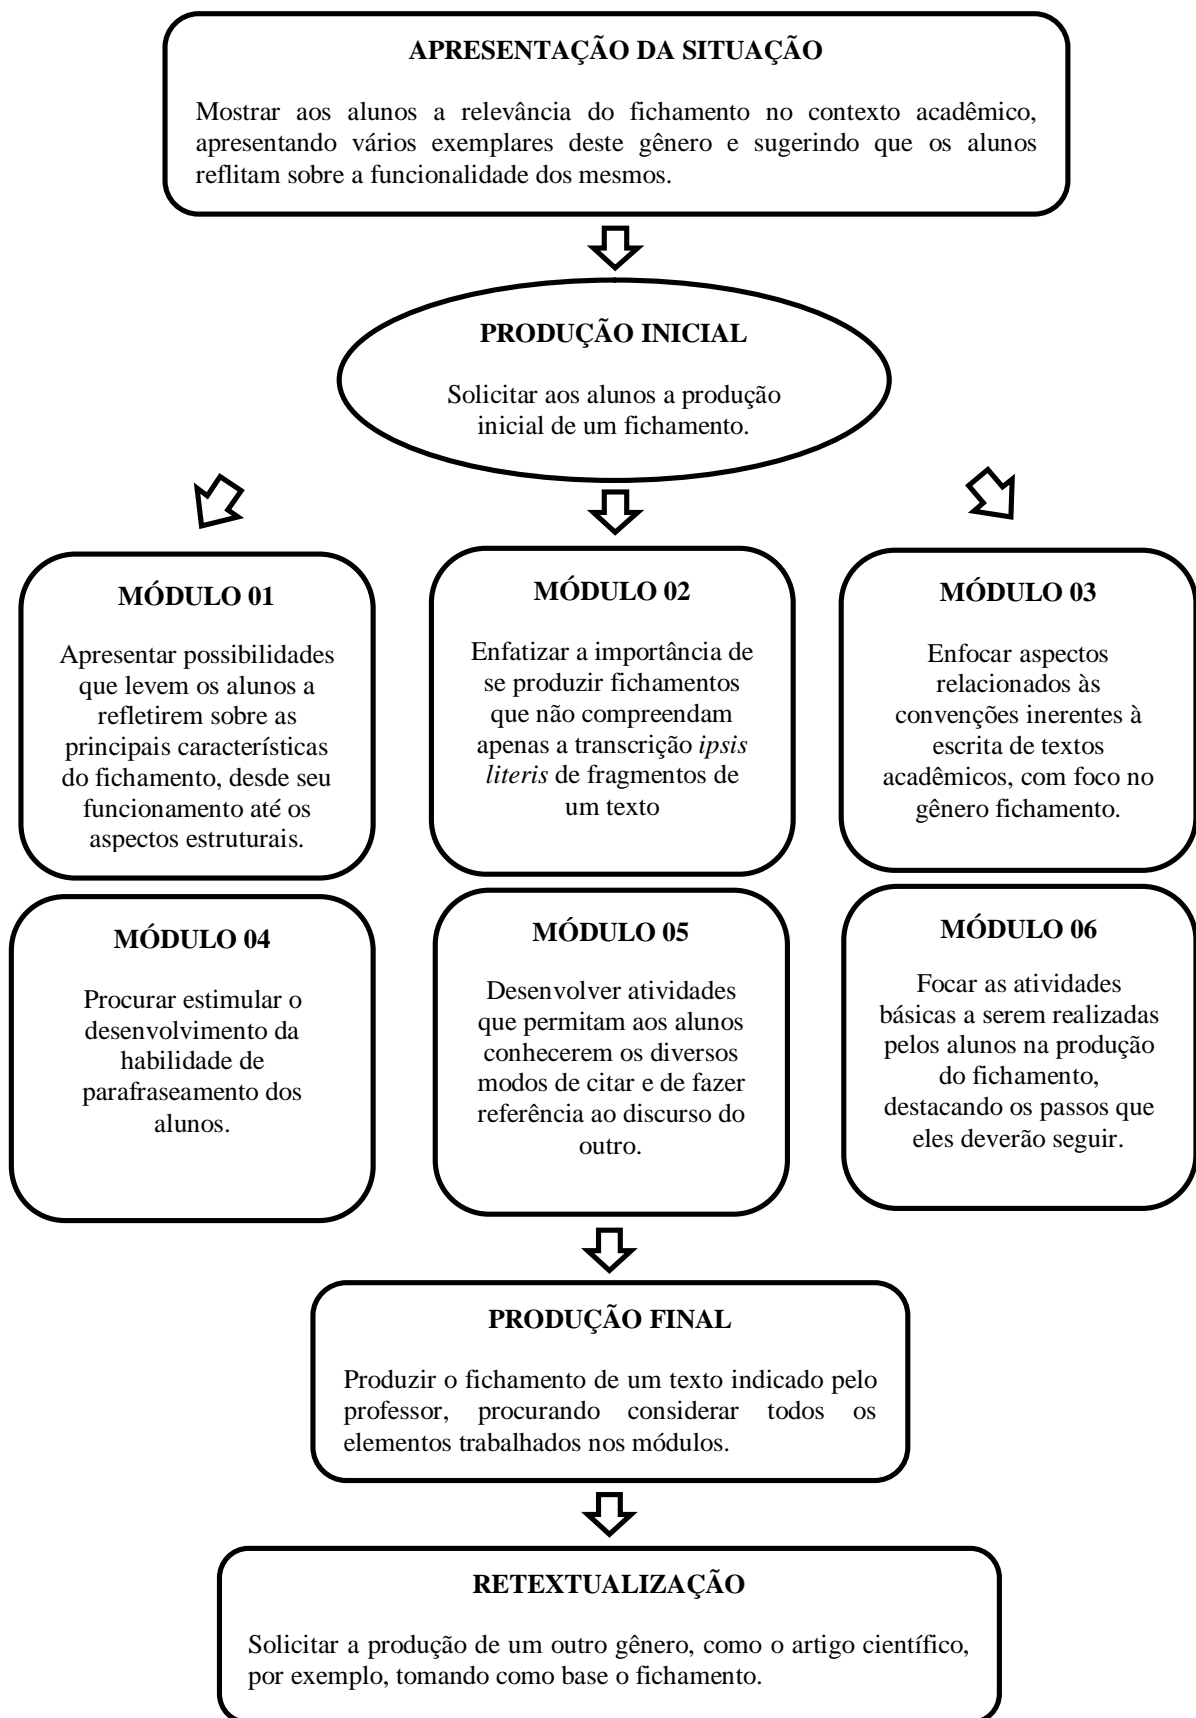 APRESENTAÇÃO DA SITUAÇÃO
Mostrar aos alunos a relevância do fichamento no contexto acadêmico,
apresentando vários exemplares deste gênero e sugerindo que os alunos
reflitam sobre a funcionalidade dos mesmos.
PRODUÇÃO INICIAL
Solicitar aos alunos a produção
inicial de um fichamento.
MÓDULO 01
Apresentar possibilidades
que levem os alunos a
refletirem sobre as
principais características
do fichamento, desde seu
funcionamento até os
aspectos estruturais.
MÓDULO 02
Enfatizar a importância de
se produzir fichamentos
que não compreendam
apenas a transcrição ipsis
literis de fragmentos de
um texto
MÓDULO 03
Enfocar aspectos
relacionados às
convenções inerentes à
escrita de textos
acadêmicos, com foco no
gênero fichamento.
MÓDULO 04
Procurar estimular o
desenvolvimento da
habilidade de
parafraseamento dos
alunos.
MÓDULO 05
Desenvolver atividades
que permitam aos alunos
conhecerem os diversos
modos de citar e de fazer
referência ao discurso do
outro.
MÓDULO 06
Focar as atividades
básicas a serem realizadas
pelos alunos na produção
do fichamento,
destacando os passos que
eles deverão seguir.
PRODUÇÃO FINAL
Produzir o fichamento de um texto indicado pelo
professor, procurando considerar todos os
elementos trabalhados nos módulos.
RETEXTUALIZAÇÃO
Solicitar a produção de um outro gênero, como o artigo científico,
por exemplo, tomando como base o fichamento.